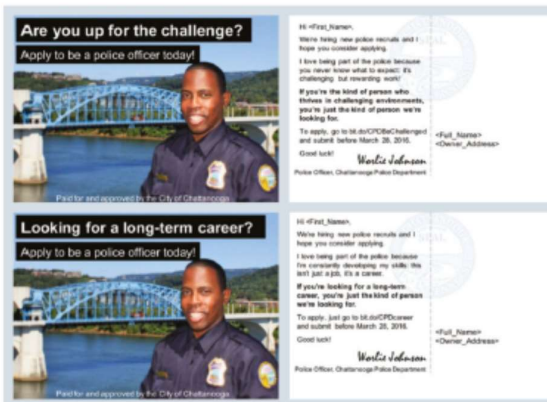 Are you up for the challenge?
Apply to be a police officer today!
Paid for and approved by the City of Chattanooga
Hi <First_Name>,
We're hiring new police recruits and I
hope you consider applying.
I love being part of the police because
you never know what to expect: it's
challenging but rewarding work!
If you're the kind of person who
thrives in challenging environments,
you're just the kind of person we're
looking for.
To apply, go to bit.do/CPDBeChallenged
and submit before March 28, 2016.
Good luck!
Worlie Johnson
Police Officer, Chattanooga Police Department
<Full_Name>
<Owner_Address>
Looking for a long-term career?
Apply to be a police officer today!
Paid for and approved by the City of Chattanooga
Hi <First_Name>,
We're hiring new police recruits and I
hope you consider applying.
I love being part of the police because
I'm constantly developing my skills: this
isn't just a job, it's a career.
If you're looking for a long-term
career, you're just the kind of person
we're looking for.
To apply, just go to bit.do/CPDcareer
and submit before March 28, 2016.
Good luck!
Worlie Johnson
Police Officer, Chattanooga Police Department
<Full_Name>
<Owner_Address>